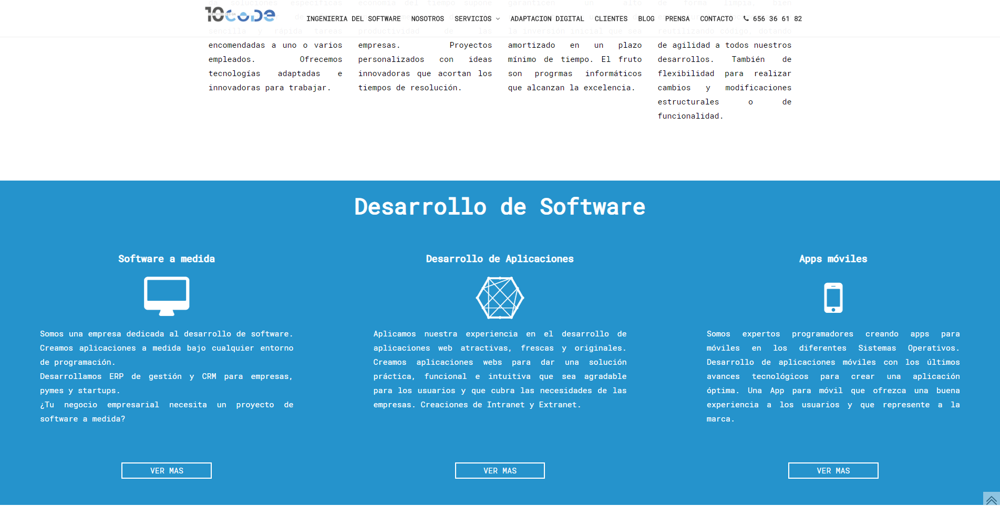 10code
INGENIERIA DEL SOFTWARE NOSOTROS SERVICIOS ADAPTACION DIGITAL CLIENTES BLOG PRENSA CONTACTO 656 36 61 82
da soluciones específicas
sencilla y rapida tareas
encomendadas a uno o varios
empleados. Ofrecemos
tecnologías adaptadas e
innovadoras para trabajar.
economía del tiempo supone
productividad de las
empresas. Proyectos
personalizados con ideas
innovadoras que acortan los
tiempos de resolución.
garanticen un alto
la inversión inicial que sea
amortizado en un plazo
mínimo de tiempo. El fruto
son progrmas informáticos
que alcanzan la excelencia.
de forma limpia, bien
reutilizando código, dotando
de agilidad a todos nuestros
desarrollos. También de
flexibilidad para realizar
cambios y modificaciones
estructurales o de
funcionalidad.
Desarrollo de Software
Software a medida
Somos una empresa dedicada al desarrollo de software.
Creamos aplicaciones a medida bajo cualquier entorno
de programación.
Desarrollamos ERP de gestión y CRM para empresas,
pymes y startups.
¿Tu negocio empresarial necesita un proyecto de
software a medida?
VER MAS
Desarrollo de Aplicaciones
Aplicamos nuestra experiencia en el desarrollo de
aplicaciones web atractivas, frescas y originales.
Creamos aplicaciones webs para dar una solución
práctica, funcional e intuitiva que sea agradable
para los usuarios y que cubra las necesidades de las
empresas. Creaciones de Intranet y Extranet.
VER MAS
Apps móviles
Somos expertos programadores creando apps para
móviles en los diferentes Sistemas Operativos.
Desarrollo de aplicaciones móviles con los últimos
avances tecnológicos para crear una aplicación
óptima. Una App para móvil que ofrezca una buena
experiencia a los usuarios y que represente a la
marca.
VER MAS